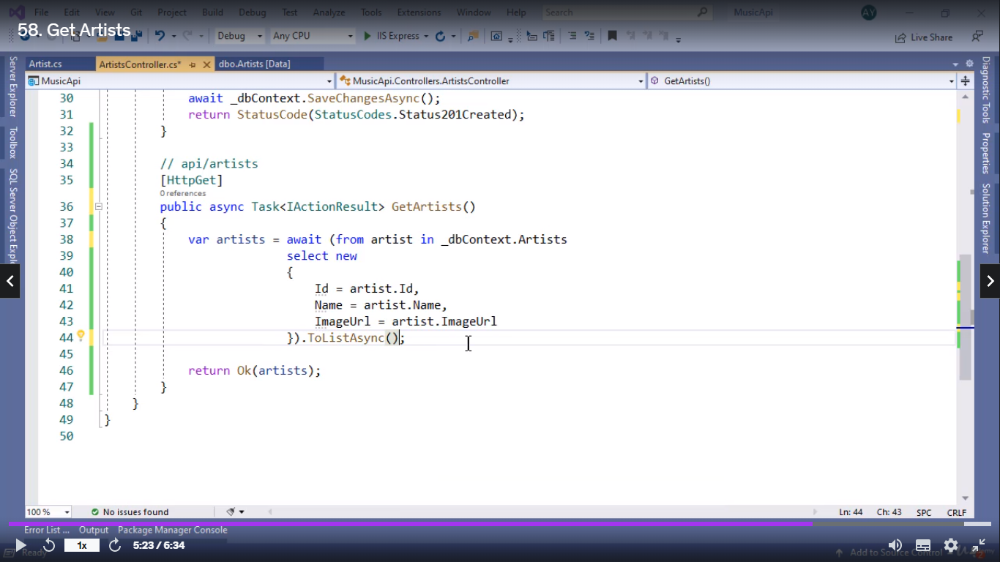 File Edit View Git Project Build Debug Test Analyze Tools Extensions Window Help Search MusicApi AY
58. Get Artists
Debug Any CPU IIS Express Live Share
Artist.cs ArtistsController.cs* dbo.Artists [Data]
MusicApi MusicApi.Controllers.ArtistsController GetArtists()
Server Explorer
Toolbox
SQL Server Object Expl
30 await _dbContext.SaveChangesAsync();
31 return StatusCode(StatusCodes.Status201Created);
32 }
33
34 // api/artists
35 [HttpGet]
0 references
36 public async Task<IActionResult> GetArtists()
37 {
38 var artists = await (from artist in _dbContext.Artists
39 select new
40 {
41 Id = artist.Id,
42 Name = artist.Name,
43 ImageUrl = artist.ImageUrl
44 }).ToListAsync();
45
46 return Ok(artists);
47 }
48 }
49 }
50
Diagnostic Tools
Properties
Solution Explorer
100 % No issues found Ln: 44 Ch: 43 SPC CRLF
Error List ... Output Package Manager Console
1x 5:23 / 6:34
Ready Add to Source Control